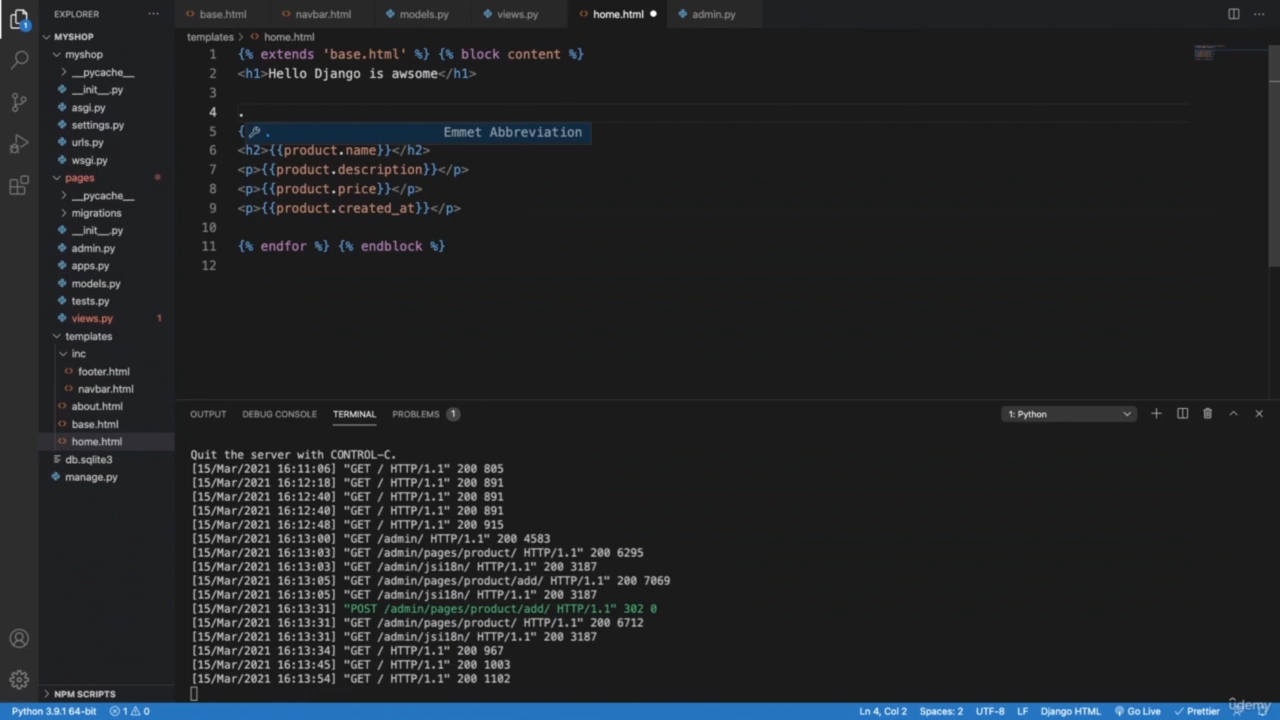 EXPLORER
base.html
navbar.html
models.py
views.py
home.html
admin.py
MYSHOP
myshop
__pycache__
__init__.py
asgi.py
settings.py
urls.py
wsgi.py
pages
__pycache__
migrations
__init__.py
admin.py
apps.py
models.py
tests.py
views.py 1
templates
inc
footer.html
navbar.html
about.html
base.html
home.html
db.sqlite3
manage.py
NPM SCRIPTS
templates > home.html
1 {% extends 'base.html' %} {% block content %}
2 <h1>Hello Django is awsome</h1>
3
4 .
5 {
. Emmet Abbreviation
6 <h2>{{product.name}}</h2>
7 <p>{{product.description}}</p>
8 <p>{{product.price}}</p>
9 <p>{{product.created_at}}</p>
10
11 {% endfor %} {% endblock %}
12
OUTPUT DEBUG CONSOLE TERMINAL PROBLEMS 1
1: Python
Quit the server with CONTROL-C.
[15/Mar/2021 16:11:06] "GET / HTTP/1.1" 200 805
[15/Mar/2021 16:12:18] "GET / HTTP/1.1" 200 891
[15/Mar/2021 16:12:40] "GET / HTTP/1.1" 200 891
[15/Mar/2021 16:12:40] "GET / HTTP/1.1" 200 891
[15/Mar/2021 16:12:48] "GET / HTTP/1.1" 200 915
[15/Mar/2021 16:13:00] "GET /admin/ HTTP/1.1" 200 4583
[15/Mar/2021 16:13:03] "GET /admin/pages/product/ HTTP/1.1" 200 6295
[15/Mar/2021 16:13:03] "GET /admin/jsi18n/ HTTP/1.1" 200 3187
[15/Mar/2021 16:13:05] "GET /admin/pages/product/add/ HTTP/1.1" 200 7069
[15/Mar/2021 16:13:05] "GET /admin/jsi18n/ HTTP/1.1" 200 3187
[15/Mar/2021 16:13:31] "POST /admin/pages/product/add/ HTTP/1.1" 302 0
[15/Mar/2021 16:13:31] "GET /admin/pages/product/ HTTP/1.1" 200 6712
[15/Mar/2021 16:13:31] "GET /admin/jsi18n/ HTTP/1.1" 200 3187
[15/Mar/2021 16:13:34] "GET / HTTP/1.1" 200 967
[15/Mar/2021 16:13:45] "GET / HTTP/1.1" 200 1003
[15/Mar/2021 16:13:54] "GET / HTTP/1.1" 200 1102
Python 3.9.1 64-bit 1 0 Ln 4, Col 2 Spaces: 2 UTF-8 LF Django HTML Go Live Prettier
udemy